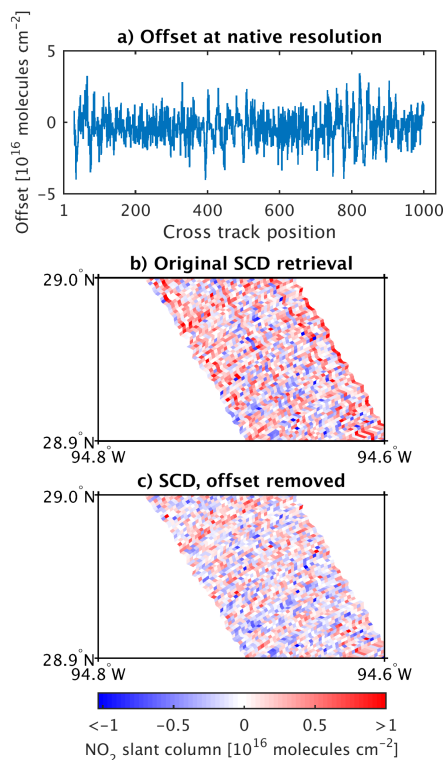 a) Offset at native resolution
5
0
-5
Offset [10^16 molecules cm^-2]
1 200 400 600 800 1000
Cross track position
b) Original SCD retrieval
29.0°N
28.9°N
94.8°W 94.6°W
c) SCD, offset removed
29.0°N
28.9°N
94.8°W 94.6°W
<-1 -0.5 0 0.5 >1
NO2 slant column [10^16 molecules cm^-2]